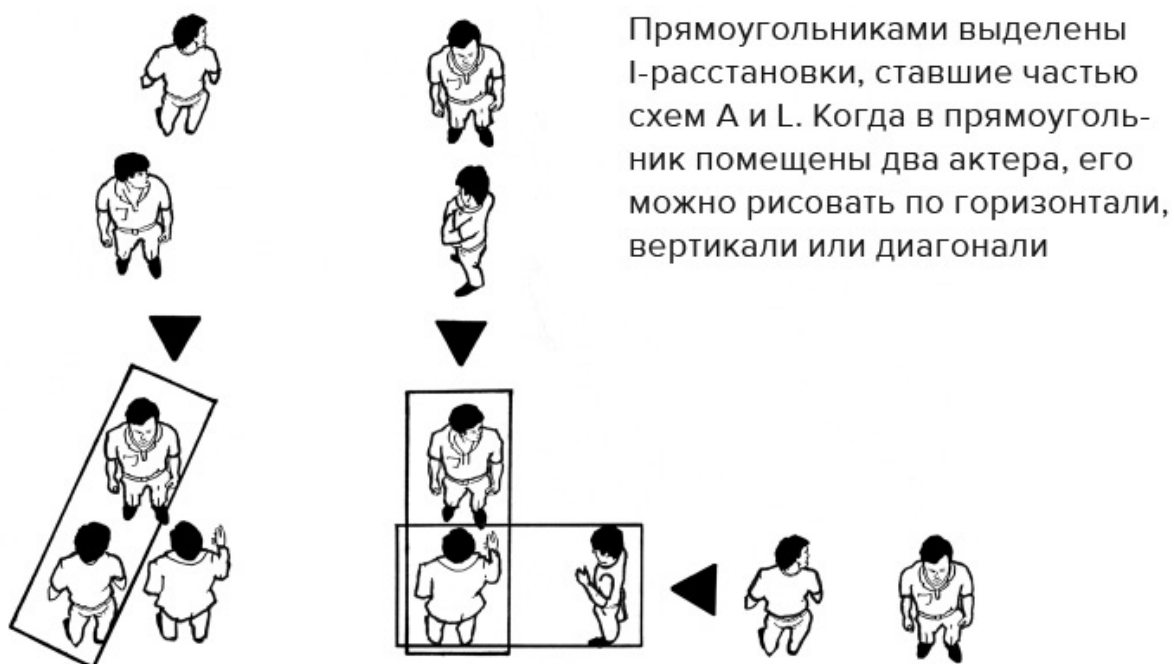 Прямоугольниками выделены
I-расстановки, ставшие частью
схем A и L. Когда в прямоуголь-
ник помещены два актера, его
можно рисовать по горизонтали,
вертикали или диагонали